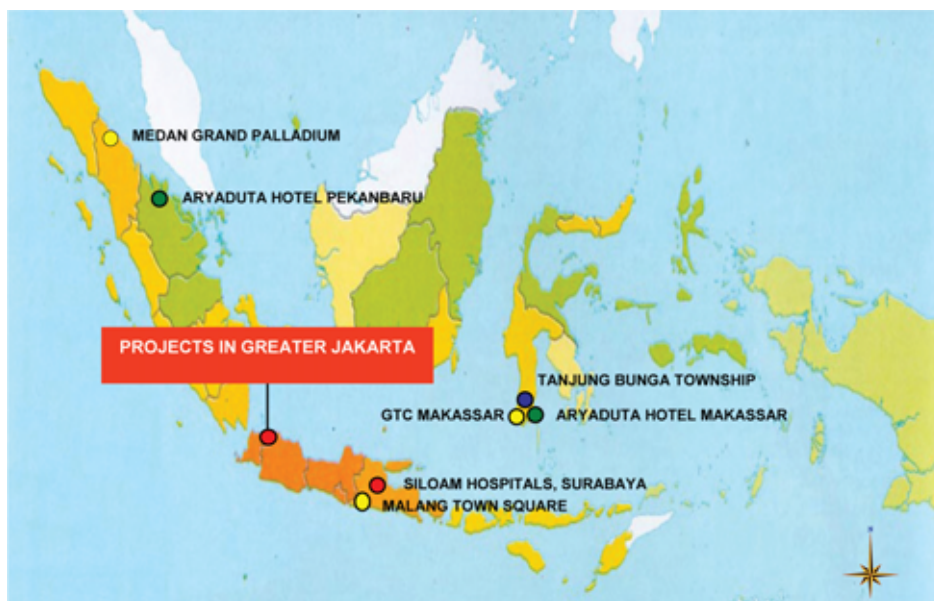 MEDAN GRAND PALLADIUM
ARYADUTA HOTEL PEKANBARU
PROJECTS IN GREATER JAKARTA
TANJUNG BUNGA TOWNSHIP
GTC MAKASSAR
ARYADUTA HOTEL MAKASSAR
SILOAM HOSPITALS, SURABAYA
MALANG TOWN SQUARE